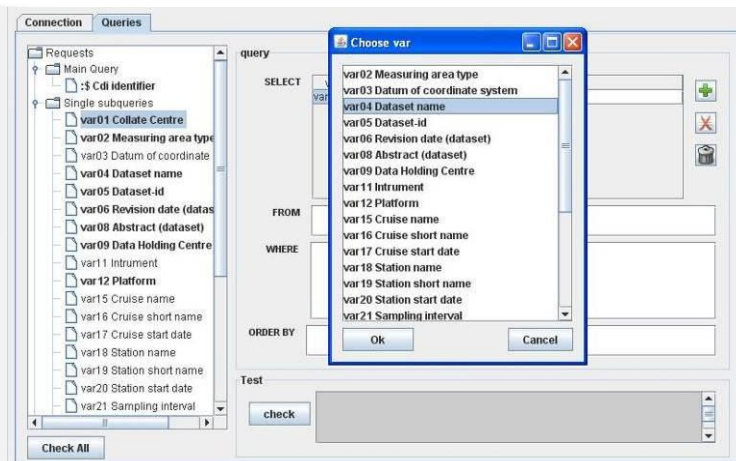 Connection Queries
Requests
Main Query
:$ Cdi identifier
Single subqueries
var01 Collate Centre
var02 Measuring area type
var03 Datum of coordinate
var04 Dataset name
var05 Dataset-id
var06 Revision date (datas
var08 Abstract (dataset)
var09 Data Holding Centre
var11 Intrument
var12 Platform
var15 Cruise name
var16 Cruise short name
var17 Cruise start date
var18 Station name
var19 Station short name
var20 Station start date
var21 Sampling interval
Check All
query
SELECT
FROM
WHERE
ORDER BY
Test
check
Choose var
var02 Measuring area type
var03 Datum of coordinate system
var04 Dataset name
var05 Dataset-id
var06 Revision date (dataset)
var08 Abstract (dataset)
var09 Data Holding Centre
var11 Intrument
var12 Platform
var15 Cruise name
var16 Cruise short name
var17 Cruise start date
var18 Station name
var19 Station short name
var20 Station start date
var21 Sampling interval
Ok Cancel